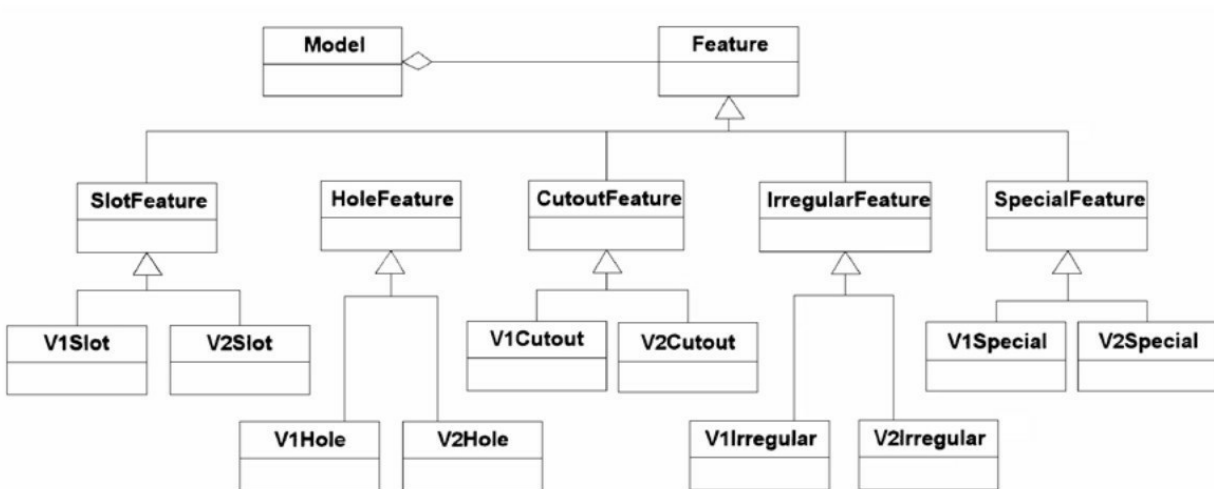 Model
Feature
SlotFeature
HoleFeature
CutoutFeature
IrregularFeature
SpecialFeature
V1Slot
V2Slot
V1Cutout
V2Cutout
V1Special
V2Special
V1Hole
V2Hole
V1Irregular
V2Irregular